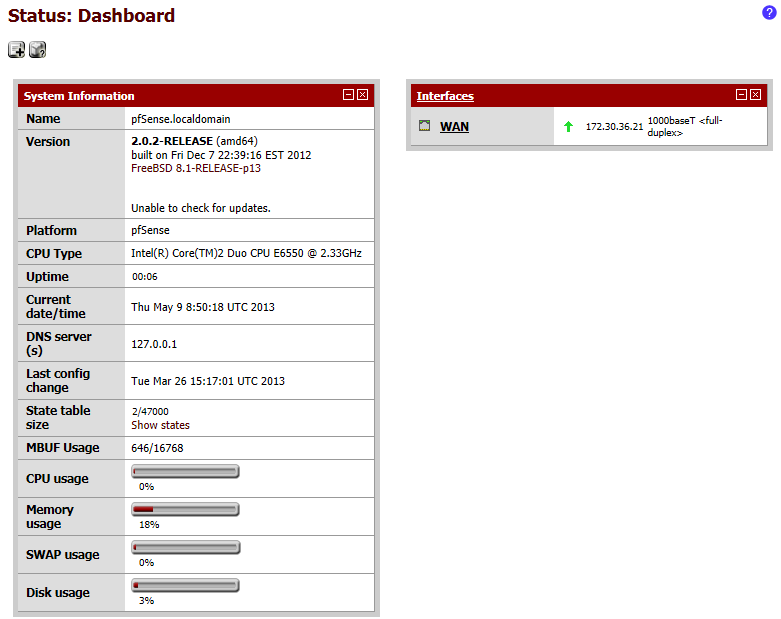 Status: Dashboard
?
System Information
Name
pfSense.localdomain
Version
2.0.2-RELEASE (amd64)
built on Fri Dec 7 22:39:16 EST 2012
FreeBSD 8.1-RELEASE-p13
Unable to check for updates.
Platform
pfSense
CPU Type
Intel(R) Core(TM)2 Duo CPU E6550 @ 2.33GHz
Uptime
00:06
Current
date/time
Thu May 9 8:50:18 UTC 2013
DNS server
(s)
127.0.0.1
Last config
change
Tue Mar 26 15:17:01 UTC 2013
State table
size
2/47000
Show states
MBUF Usage
646/16768
CPU usage
0%
Memory
usage
18%
SWAP usage
0%
Disk usage
3%
Interfaces
WAN
172.30.36.21
1000baseT <full-
duplex>